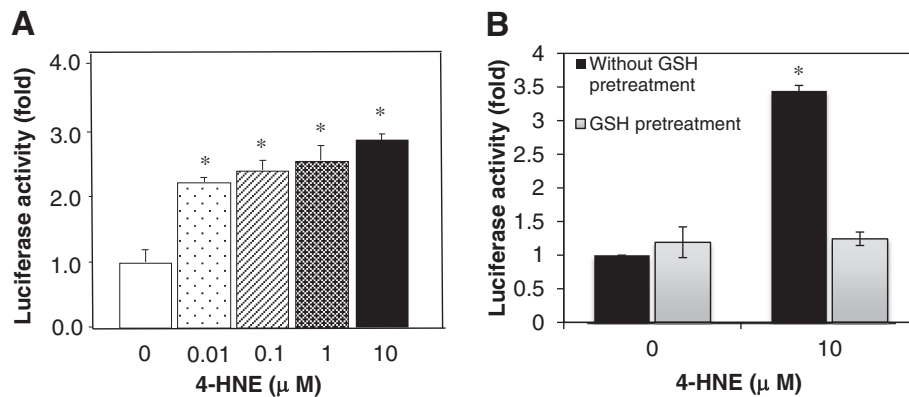 A
Luciferase activity (fold)
4.0
3.0
2.0
1.0
0.0
*
*
*
*
0
0.01
0.1
1
10
4-HNE (μ M)
B
Luciferase activity (fold)
4
3.5
3
2.5
2
1.5
1
0.5
0
Without GSH
pretreatment
GSH pretreatment
*
0
10
4-HNE (μ M)